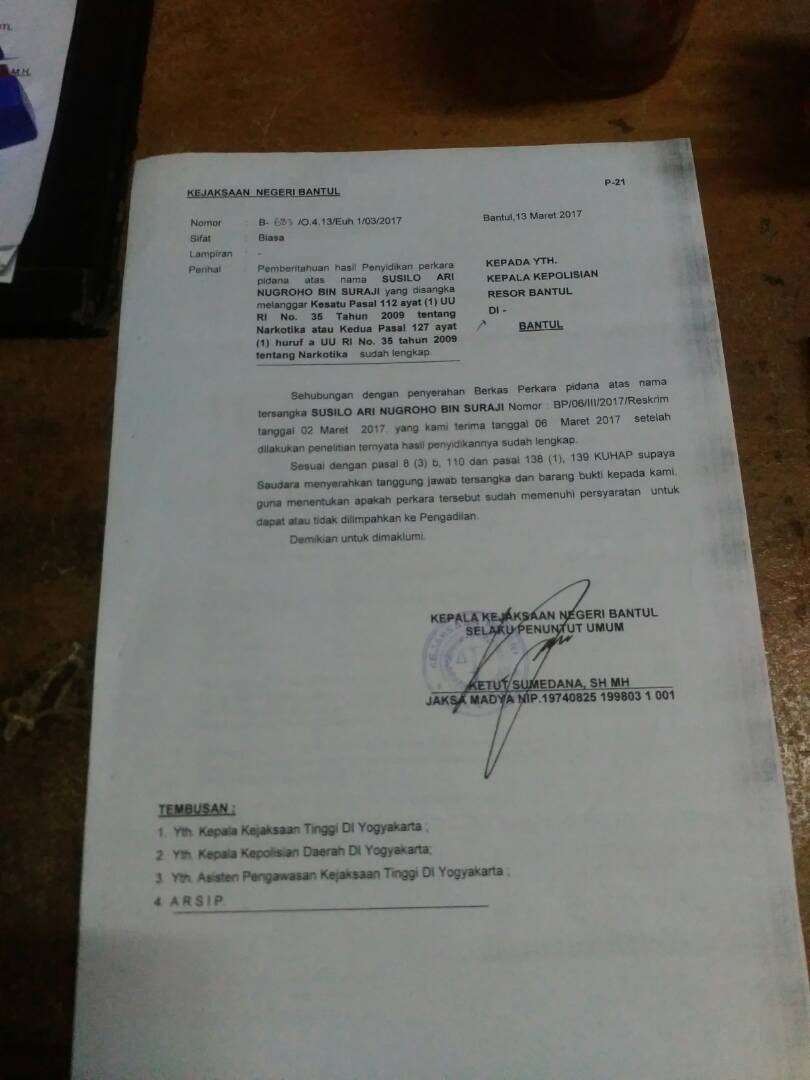 M.H.
KEJAKSAAN NEGERI BANTUL
P-21
Nomor : B- /O.4.13/Euh.1/03/2017
Bantul,13 Maret 2017
Sifat : Biasa
Lampiran : -
Perihal : Pemberitahuan hasil Penyidikan perkara
pidana atas nama SUSILO ARI
NUGROHO BIN SURAJI yang disangka
melanggar Kesatu Pasal 112 ayat (1) UU
RI No. 35 Tahun 2009 tentang
Narkotika atau Kedua Pasal 127 ayat
(1) huruf a UU RI No. 35 tahun 2009
tentang Narkotika sudah lengkap.
KEPADA YTH.
KEPALA KEPOLISIAN
RESOR BANTUL
DI -
BANTUL
Sehubungan dengan penyerahan Berkas Perkara pidana atas nama
tersangka SUSILO ARI NUGROHO BIN SURAJI Nomor : BP/06/III/2017/Reskrim
tanggal 02 Maret 2017. yang kami terima tanggal 06 Maret 2017 setelah
dilakukan penelitian ternyata hasil penyidikannya sudah lengkap.
Sesuai dengan pasal 8 (3) b, 110 dan pasal 138 (1), 139 KUHAP supaya
Saudara menyerahkan tanggung jawab tersangka dan barang bukti kepada kami,
guna menentukan apakah perkara tersebut sudah memenuhi persyaratan untuk
dapat atau tidak dilimpahkan ke Pengadilan.
Demikian untuk dimaklumi.
KEPALA KEJAKSAAN NEGERI BANTUL
SELAKU PENUNTUT UMUM
KETUT SUMEDANA, SH MH
JAKSA MADYA NIP.19740825 199803 1 001
TEMBUSAN :
1. Yth. Kepala Kejaksaan Tinggi DI Yogyakarta ;
2. Yth. Kepala Kepolisian Daerah DI Yogyakarta;
3. Yth. Asisten Pengawasan Kejaksaan Tinggi DI Yogyakarta ;
4. A R S I P